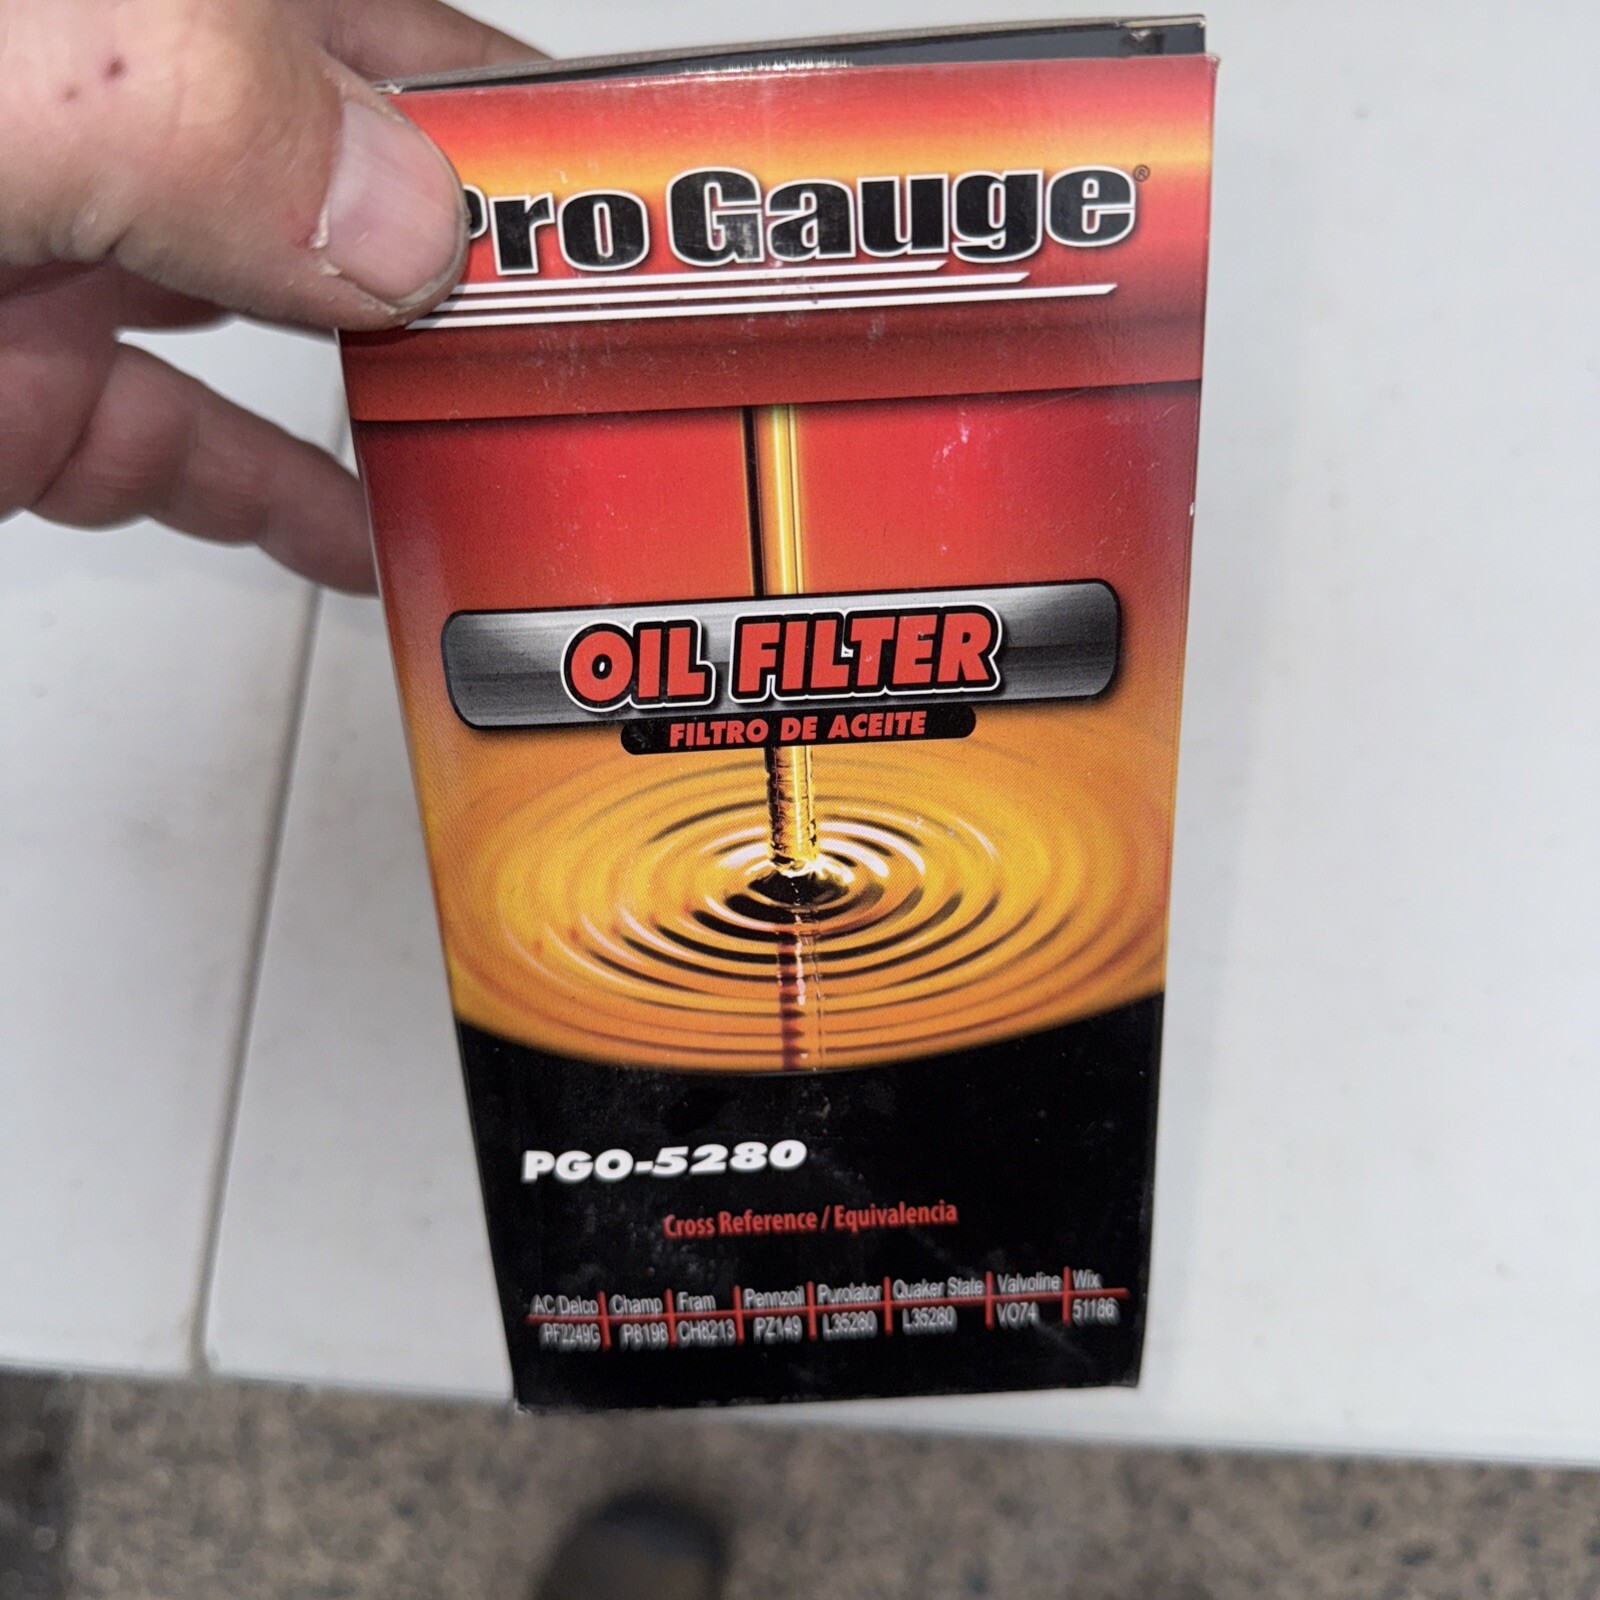 Pro Gauge®
OIL FILTER
FILTRO DE ACEITE
PGO-5280
Cross Reference / Equivalencia
AC Delco Champ Fram Pennzoil Purolator Quaker State Valvoline Wix
PF2249G P8198 CH8213 PZ149 L35280 L35280 VO74 51186